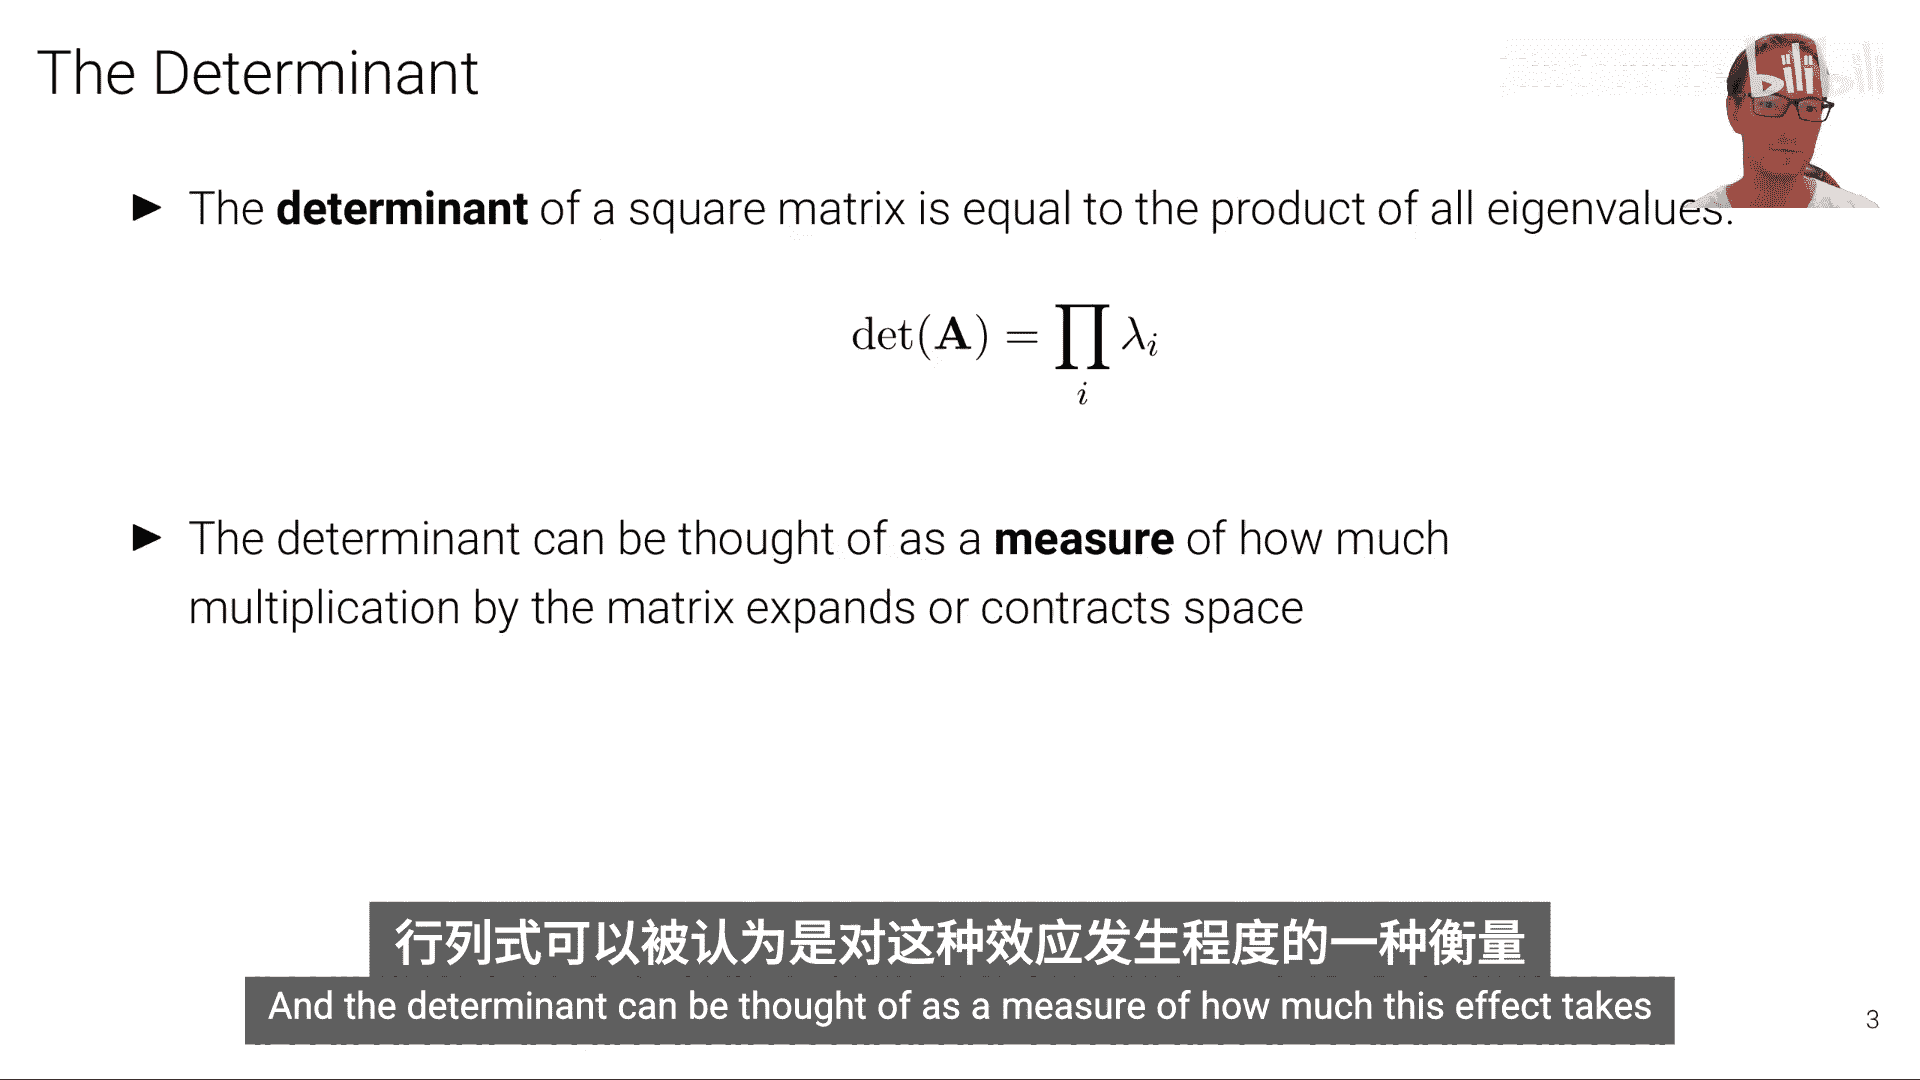 The Determinant
bilibili
► The determinant of a square matrix is equal to the product of all eigenvalues:
det(A) = ∏ λᵢ
i
► The determinant can be thought of as a measure of how much
multiplication by the matrix expands or contracts space
行列式可以被认为是对这种效应发生程度的一种衡量
And the determinant can be thought of as a measure of how much this effect takes
3